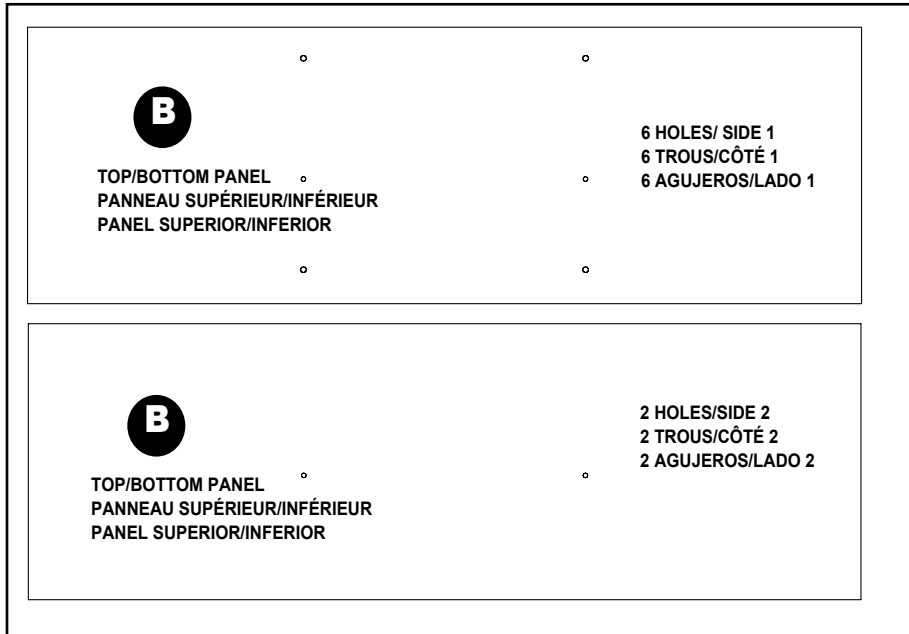 B
TOP/BOTTOM PANEL
PANNEAU SUPÉRIEUR/INFÉRIEUR
PANEL SUPERIOR/INFERIOR
6 HOLES/ SIDE 1
6 TROUS/CÔTÉ 1
6 AGUJEROS/LADO 1
B
TOP/BOTTOM PANEL
PANNEAU SUPÉRIEUR/INFÉRIEUR
PANEL SUPERIOR/INFERIOR
2 HOLES/SIDE 2
2 TROUS/CÔTÉ 2
2 AGUJEROS/LADO 2